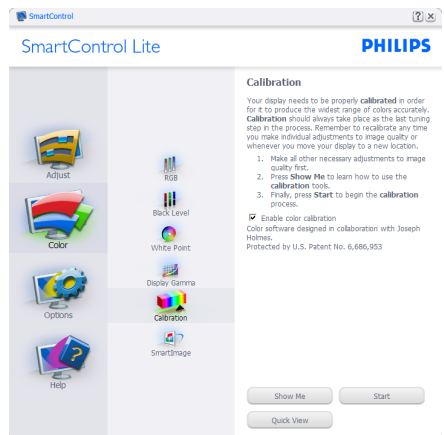 SmartControl
SmartControl Lite
PHILIPS
Adjust
Color
Options
Help
RGB
Black Level
White Point
Display Gamma
Calibration
SmartImage
Calibration
Your display needs to be properly calibrated in order
for it to produce the widest range of colors accurately.
Calibration should always take place as the last tuning
step in the process. Remember to recalibrate any time
you make individual adjustments to image quality or
whenever you move your display to a new location.
1. Make all other necessary adjustments to image
quality first.
2. Press Show Me to learn how to use the
calibration tools.
3. Finally, press Start to begin the calibration
process.
Enable color calibration
Color software designed in collaboration with Joseph
Holmes.
Protected by U.S. Patent No. 6,686,953
Show Me
Start
Quick View